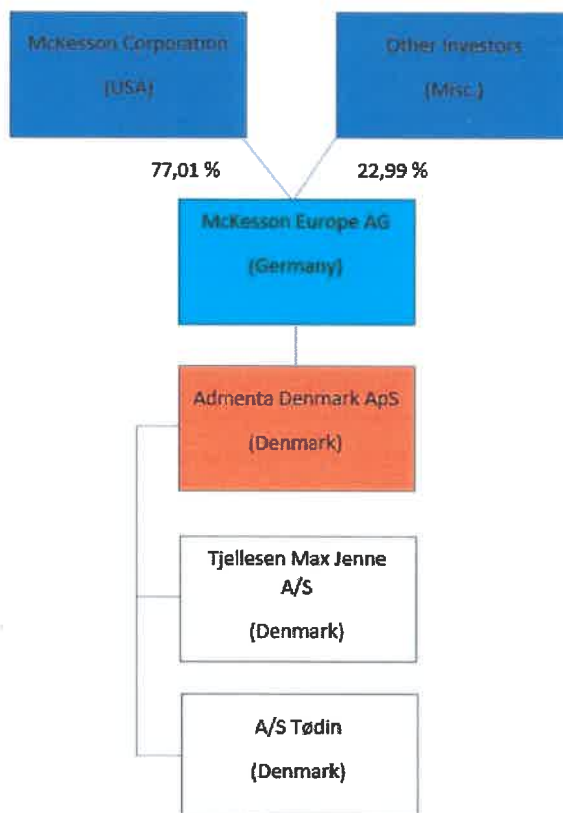 McKesson Corporation
(USA)
Other Investors
(Misc.)
77,01 %
22,99 %
McKesson Europe AG
(Germany)
Admenta Denmark ApS
(Denmark)
Tjellesen Max Jenne
A/S
(Denmark)
A/S Tødin
(Denmark)